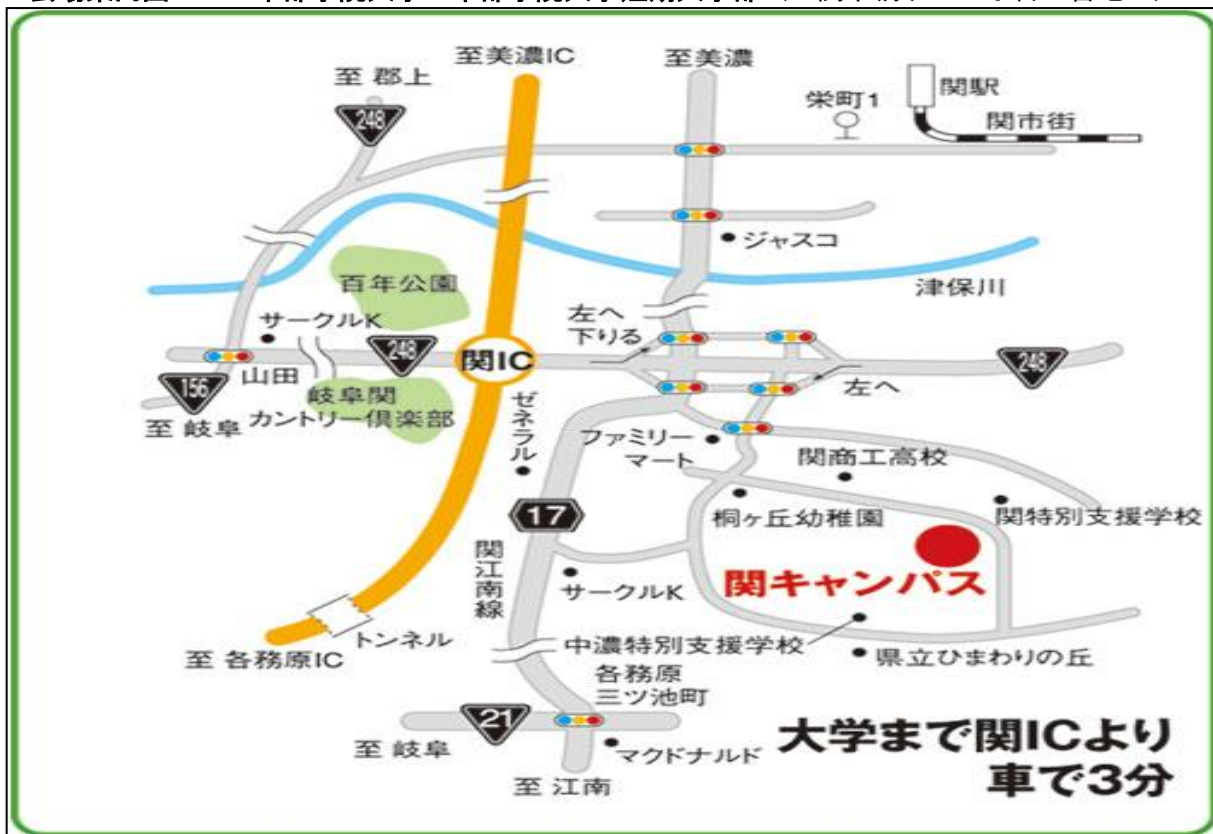 至美濃IC
至美濃
至 郡上
関駅
栄町1
248
関市街
ジャスコ
百年公園
津保川
サークルK
左へ
下りる
248
関IC
248
山田
156
岐阜関
カントリー倶楽部
左へ
至 岐阜
ゼネラル
ファミリー
マート
関商工高校
17
桐ヶ丘幼稚園
関特別支援学校
関江南線
関キャンパス
サークルK
トンネル
中濃特別支援学校
至 各務原IC
県立ひまわりの丘
各務原
三ツ池町
21
至 岐阜
マクドナルド
至 江南
大学まで関ICより
車で3分